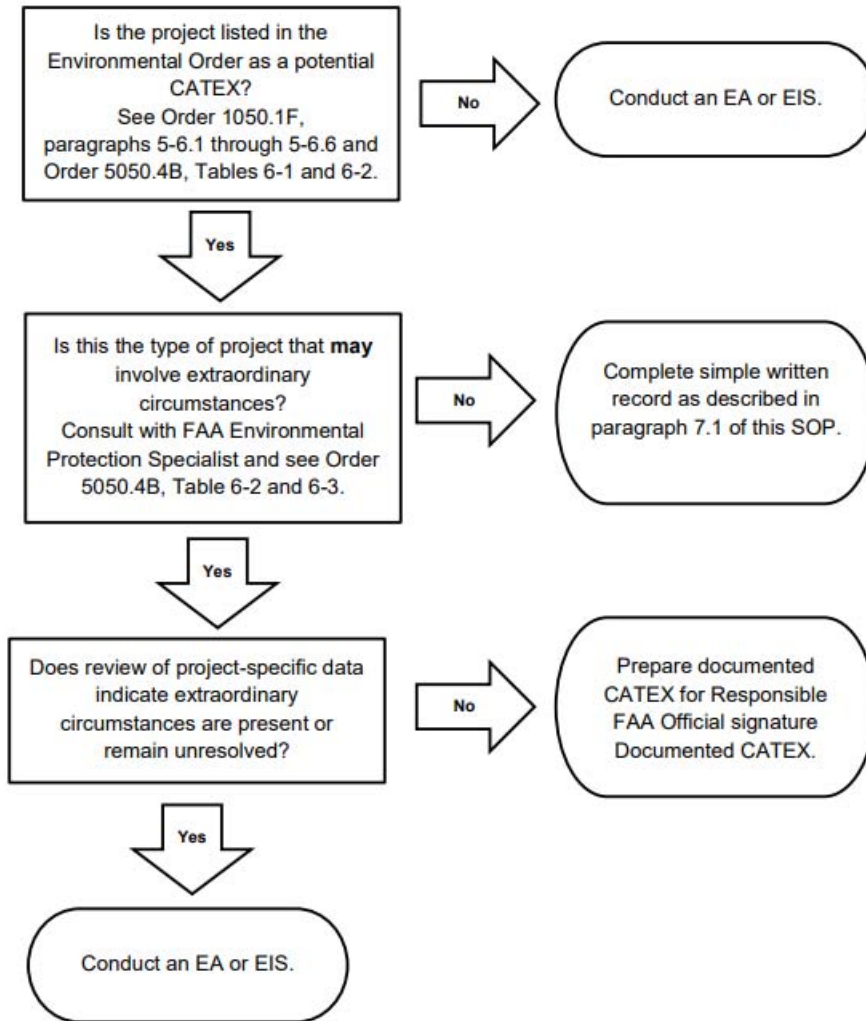 Is the project listed in the
Environmental Order as a potential
CATEX?
See Order 1050.1F,
paragraphs 5-6.1 through 5-6.6 and
Order 5050.4B, Tables 6-1 and 6-2.
No
Conduct an EA or EIS.
Yes
Is this the type of project that may
involve extraordinary
circumstances?
Consult with FAA Environmental
Protection Specialist and see Order
5050.4B, Table 6-2 and 6-3.
No
Complete simple written
record as described in
paragraph 7.1 of this SOP.
Yes
Does review of project-specific data
indicate extraordinary
circumstances are present or
remain unresolved?
No
Prepare documented
CATEX for Responsible
FAA Official signature
Documented CATEX.
Yes
Conduct an EA or EIS.